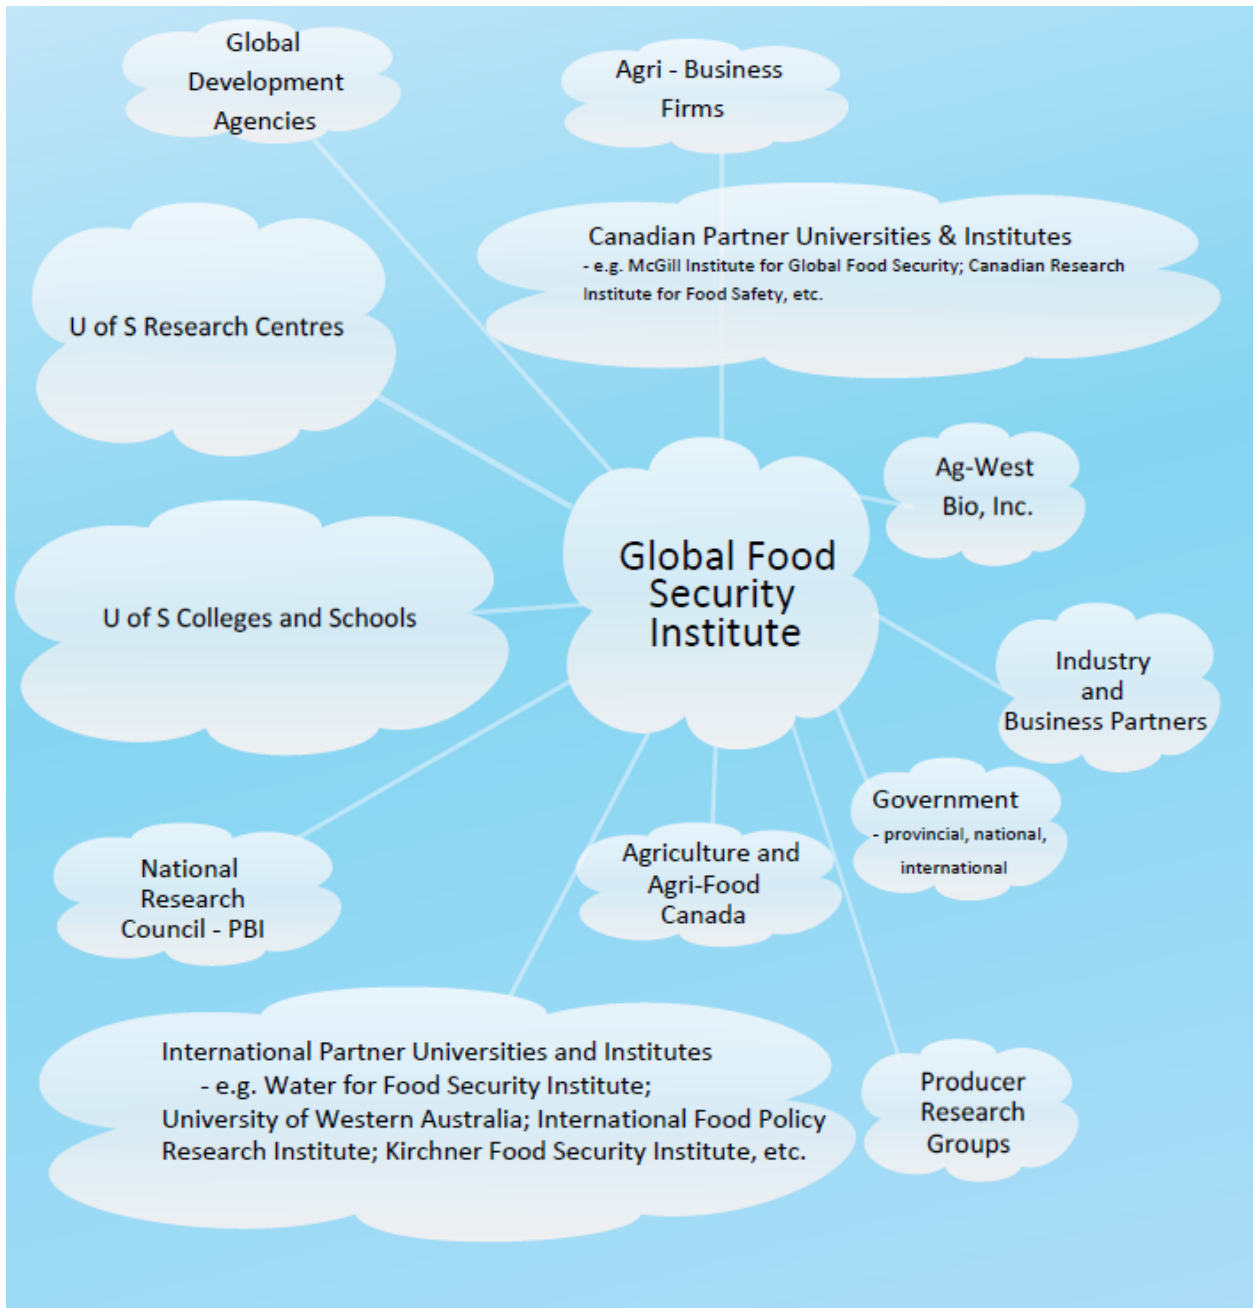 Global
Development
Agencies
Agri - Business
Firms
Canadian Partner Universities & Institutes
- e.g. McGill Institute for Global Food Security; Canadian Research
Institute for Food Safety, etc.
U of S Research Centres
Ag-West
Bio, Inc.
Global Food
Security
Institute
U of S Colleges and Schools
Industry
and
Business Partners
Government
- provincial, national,
international
National
Research
Council - PBI
Agriculture and
Agri-Food
Canada
International Partner Universities and Institutes
- e.g. Water for Food Security Institute;
University of Western Australia; International Food Policy
Research Institute; Kirchner Food Security Institute, etc.
Producer
Research
Groups